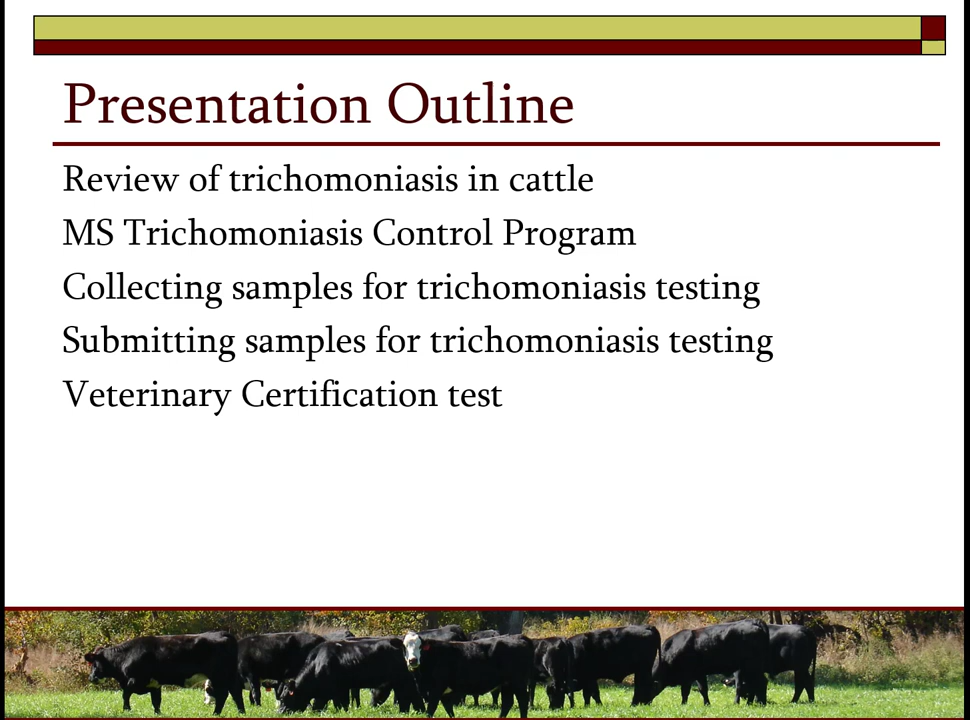 Presentation Outline
Review of trichomoniasis in cattle
MS Trichomoniasis Control Program
Collecting samples for trichomoniasis testing
Submitting samples for trichomoniasis testing
Veterinary Certification test